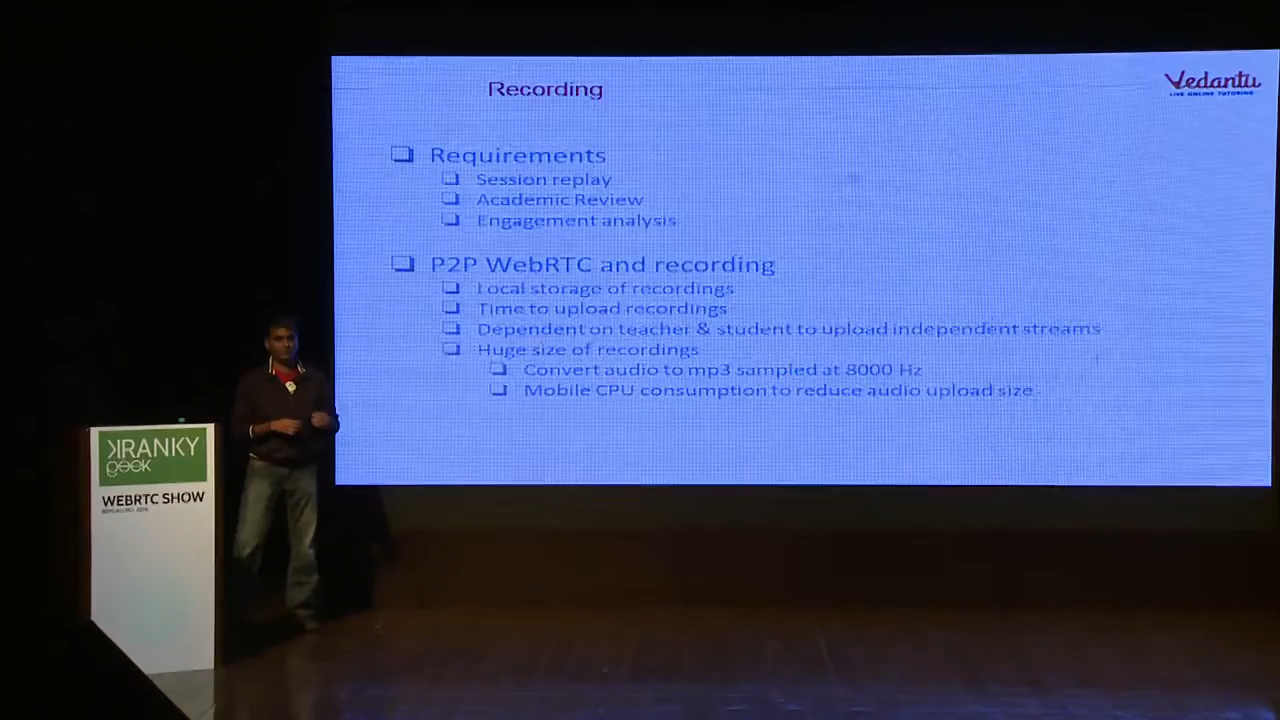 Recording
Vedantu
LIVE ONLINE TUTORING
Requirements
Session replay
Academic Review
Engagement analysis
P2P WebRTC and recording
Local storage of recordings
Time to upload recordings
Dependent on teacher & student to upload independent streams
Huge size of recordings
Convert audio to mp3 sampled at 8000 Hz
Mobile CPU consumption to reduce audio upload size
KRANKY
geek
WEBRTC SHOW